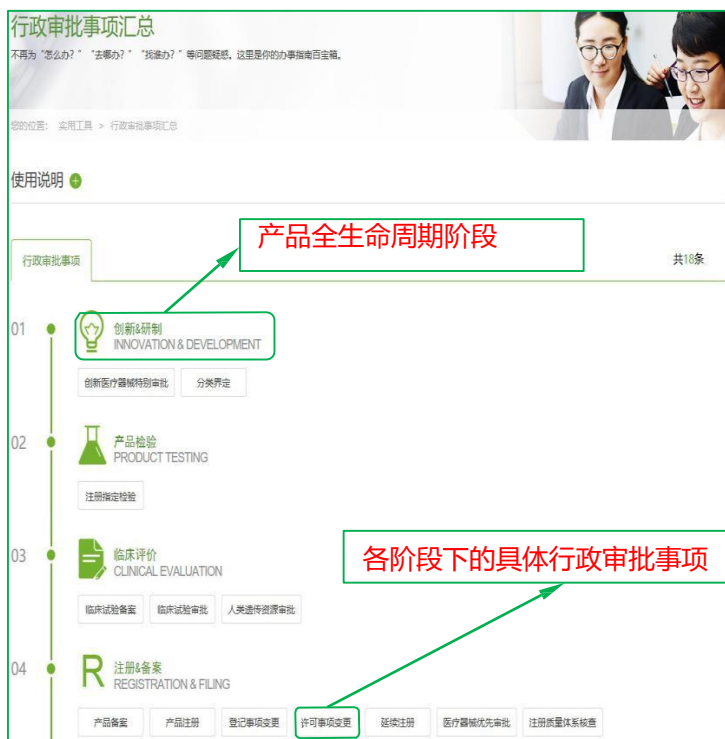 行政审批事项汇总
不再为“怎么办?”“去哪办?”“找谁办?”等问题疑惑。这里是你的办事指南百宝箱。
您的位置: 实用工具 > 行政审批事项汇总
使用说明
产品全生命周期阶段
行政审批事项
共18条
01
创新&研制
INNOVATION & DEVELOPMENT
创新医疗器械特别审批 分类界定
02
产品检验
PRODUCT TESTING
注册指定检验
03
临床评价
CLINICAL EVALUATION
各阶段下的具体行政审批事项
临床试验备案 临床试验审批 人类遗传资源审批
04
R
注册&备案
REGISTRATION & FILING
产品备案 产品注册 登记事项变更 许可事项变更 延续注册 医疗器械优先审批 注册质量体系核查